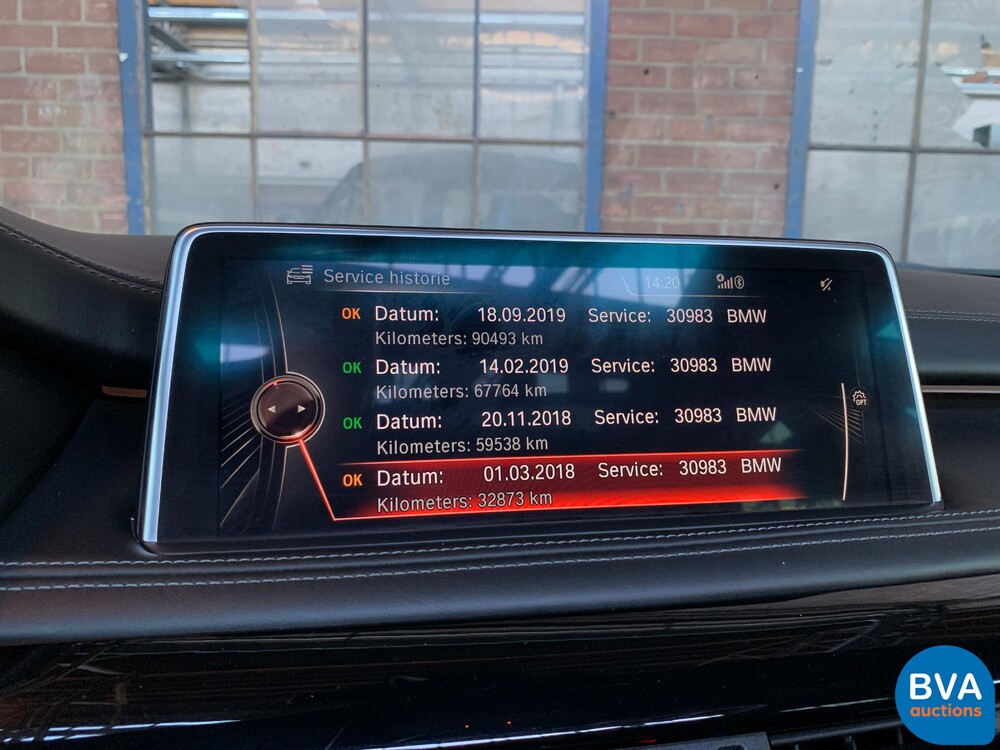 Service historie 14:20
OK Datum: 18.09.2019 Service: 30983 BMW
Kilometers: 90493 km
OK Datum: 14.02.2019 Service: 30983 BMW
Kilometers: 67764 km
OK Datum: 20.11.2018 Service: 30983 BMW
Kilometers: 59538 km
OK Datum: 01.03.2018 Service: 30983 BMW
Kilometers: 32873 km
OPT
BVA
auctions